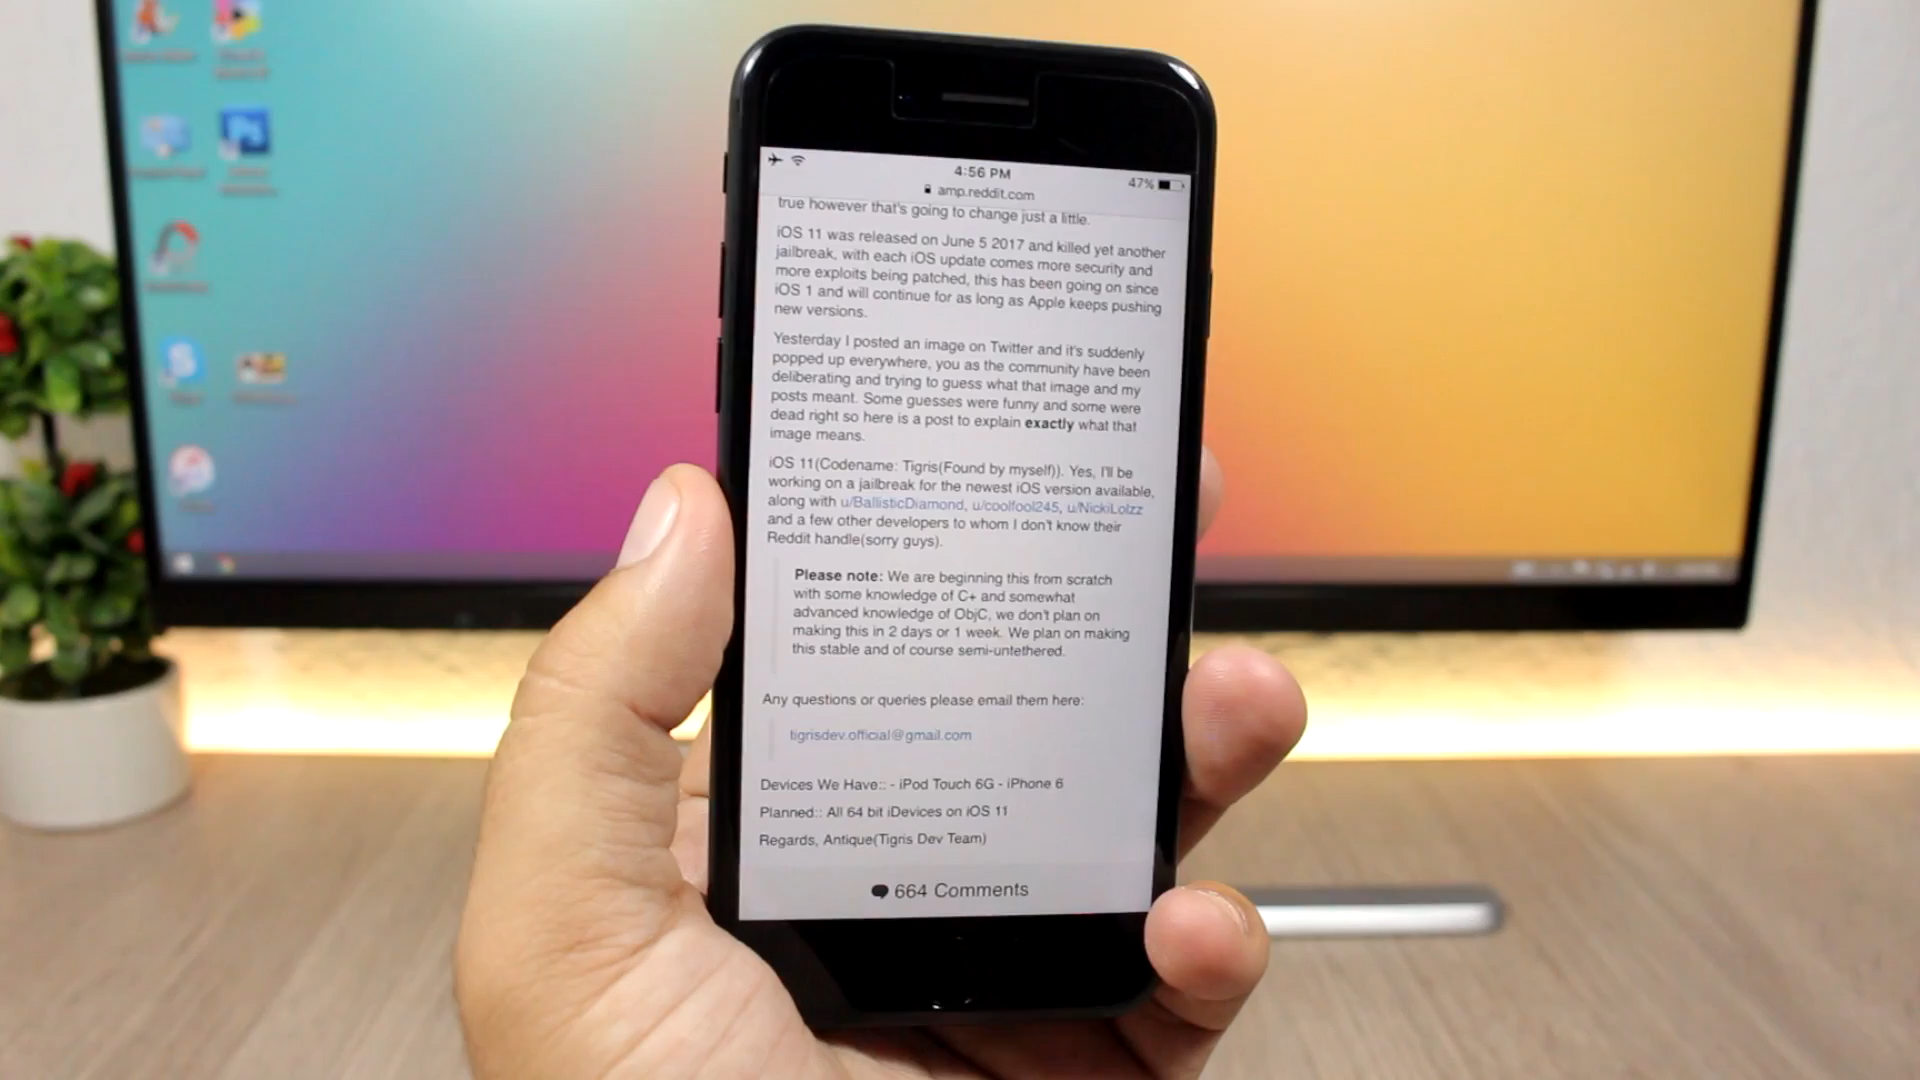 4:56 PM
47%
amp.reddit.com
true however that's going to change just a little.
iOS 11 was released on June 5 2017 and killed yet another
jailbreak, with each iOS update comes more security and
more exploits being patched, this has been going on since
iOS 1 and will continue for as long as Apple keeps pushing
new versions.
Yesterday I posted an image on Twitter and it's suddenly
popped up everywhere, you as the community have been
deliberating and trying to guess what that image and my
posts meant. Some guesses were funny and some were
dead right so here is a post to explain exactly what that
image means.
iOS 11(Codename: Tigris(Found by myself)). Yes, I'll be
working on a jailbreak for the newest iOS version available,
along with u/BallisticDiamond, u/coolfool245, u/NickiLolzz
and a few other developers to whom I don't know their
Reddit handle(sorry guys).
Please note: We are beginning this from scratch
with some knowledge of C+ and somewhat
advanced knowledge of ObjC, we don't plan on
making this in 2 days or 1 week. We plan on making
this stable and of course semi-untethered.
Any questions or queries please email them here:
tigrisdev.official@gmail.com
Devices We Have:: - iPod Touch 6G - iPhone 6
Planned:: All 64 bit iDevices on iOS 11
Regards, Antique(Tigris Dev Team)
664 Comments
Ps
S